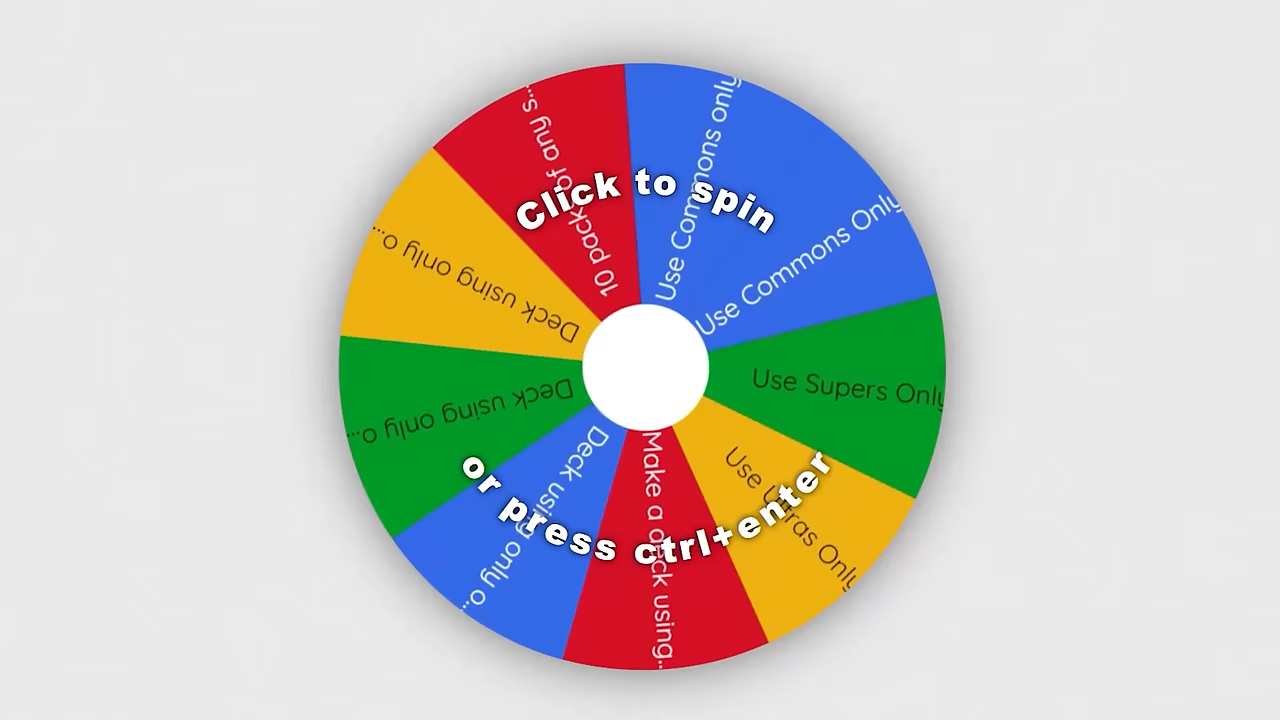 Click to spin
or press ctrl+enter
Use Commons only
Use Commons Only
Use Supers Only
Use Ultras Only
Make a deck using..
Deck using only o...
Deck using only o...
Deck using only o...
10 packs of any s...